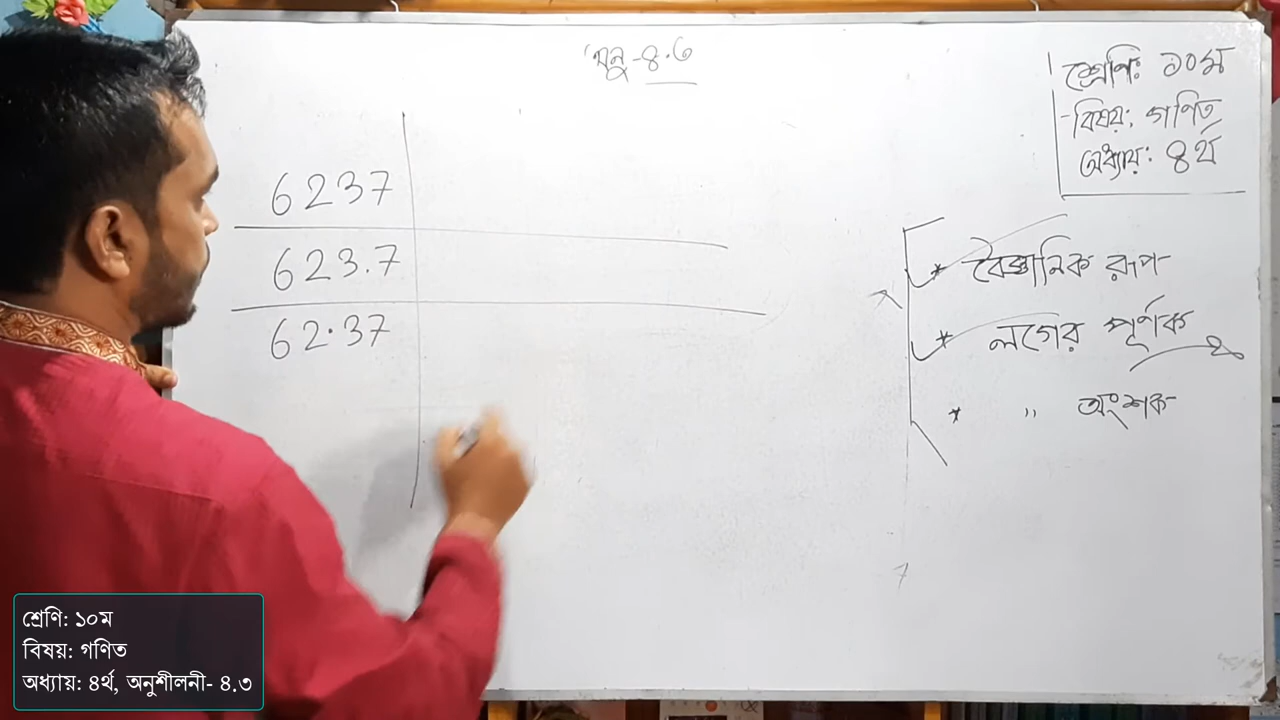 অনু-৪.৩
শ্রেণি: ১০ম
বিষয়: গণিত
অধ্যায়: ৪র্থ
6237
623.7
62.37
* বৈজ্ঞানিক রূপ
* লগের পূর্ণক
* " অংশক
শ্রেণি: ১০ম
বিষয়: গণিত
অধ্যায়: ৪র্থ, অনুশীলনী- ৪.৩